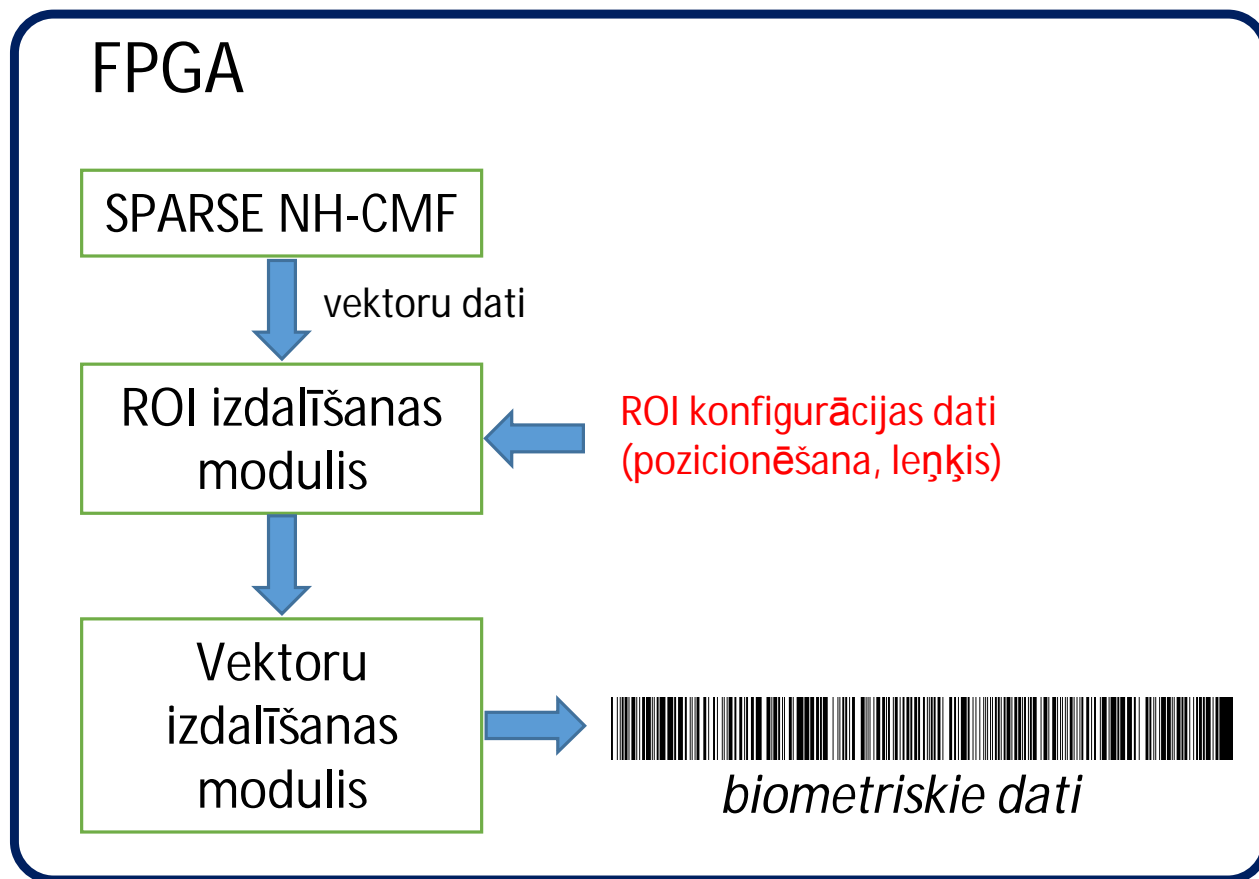 FPGA
SPARSE NH-CMF
vektoru dati
ROI izdalīšanas
modulis
ROI konfigurācijas dati
(pozicionēšana, leņķis)
Vektoru
izdalīšanas
modulis
biometriskie dati